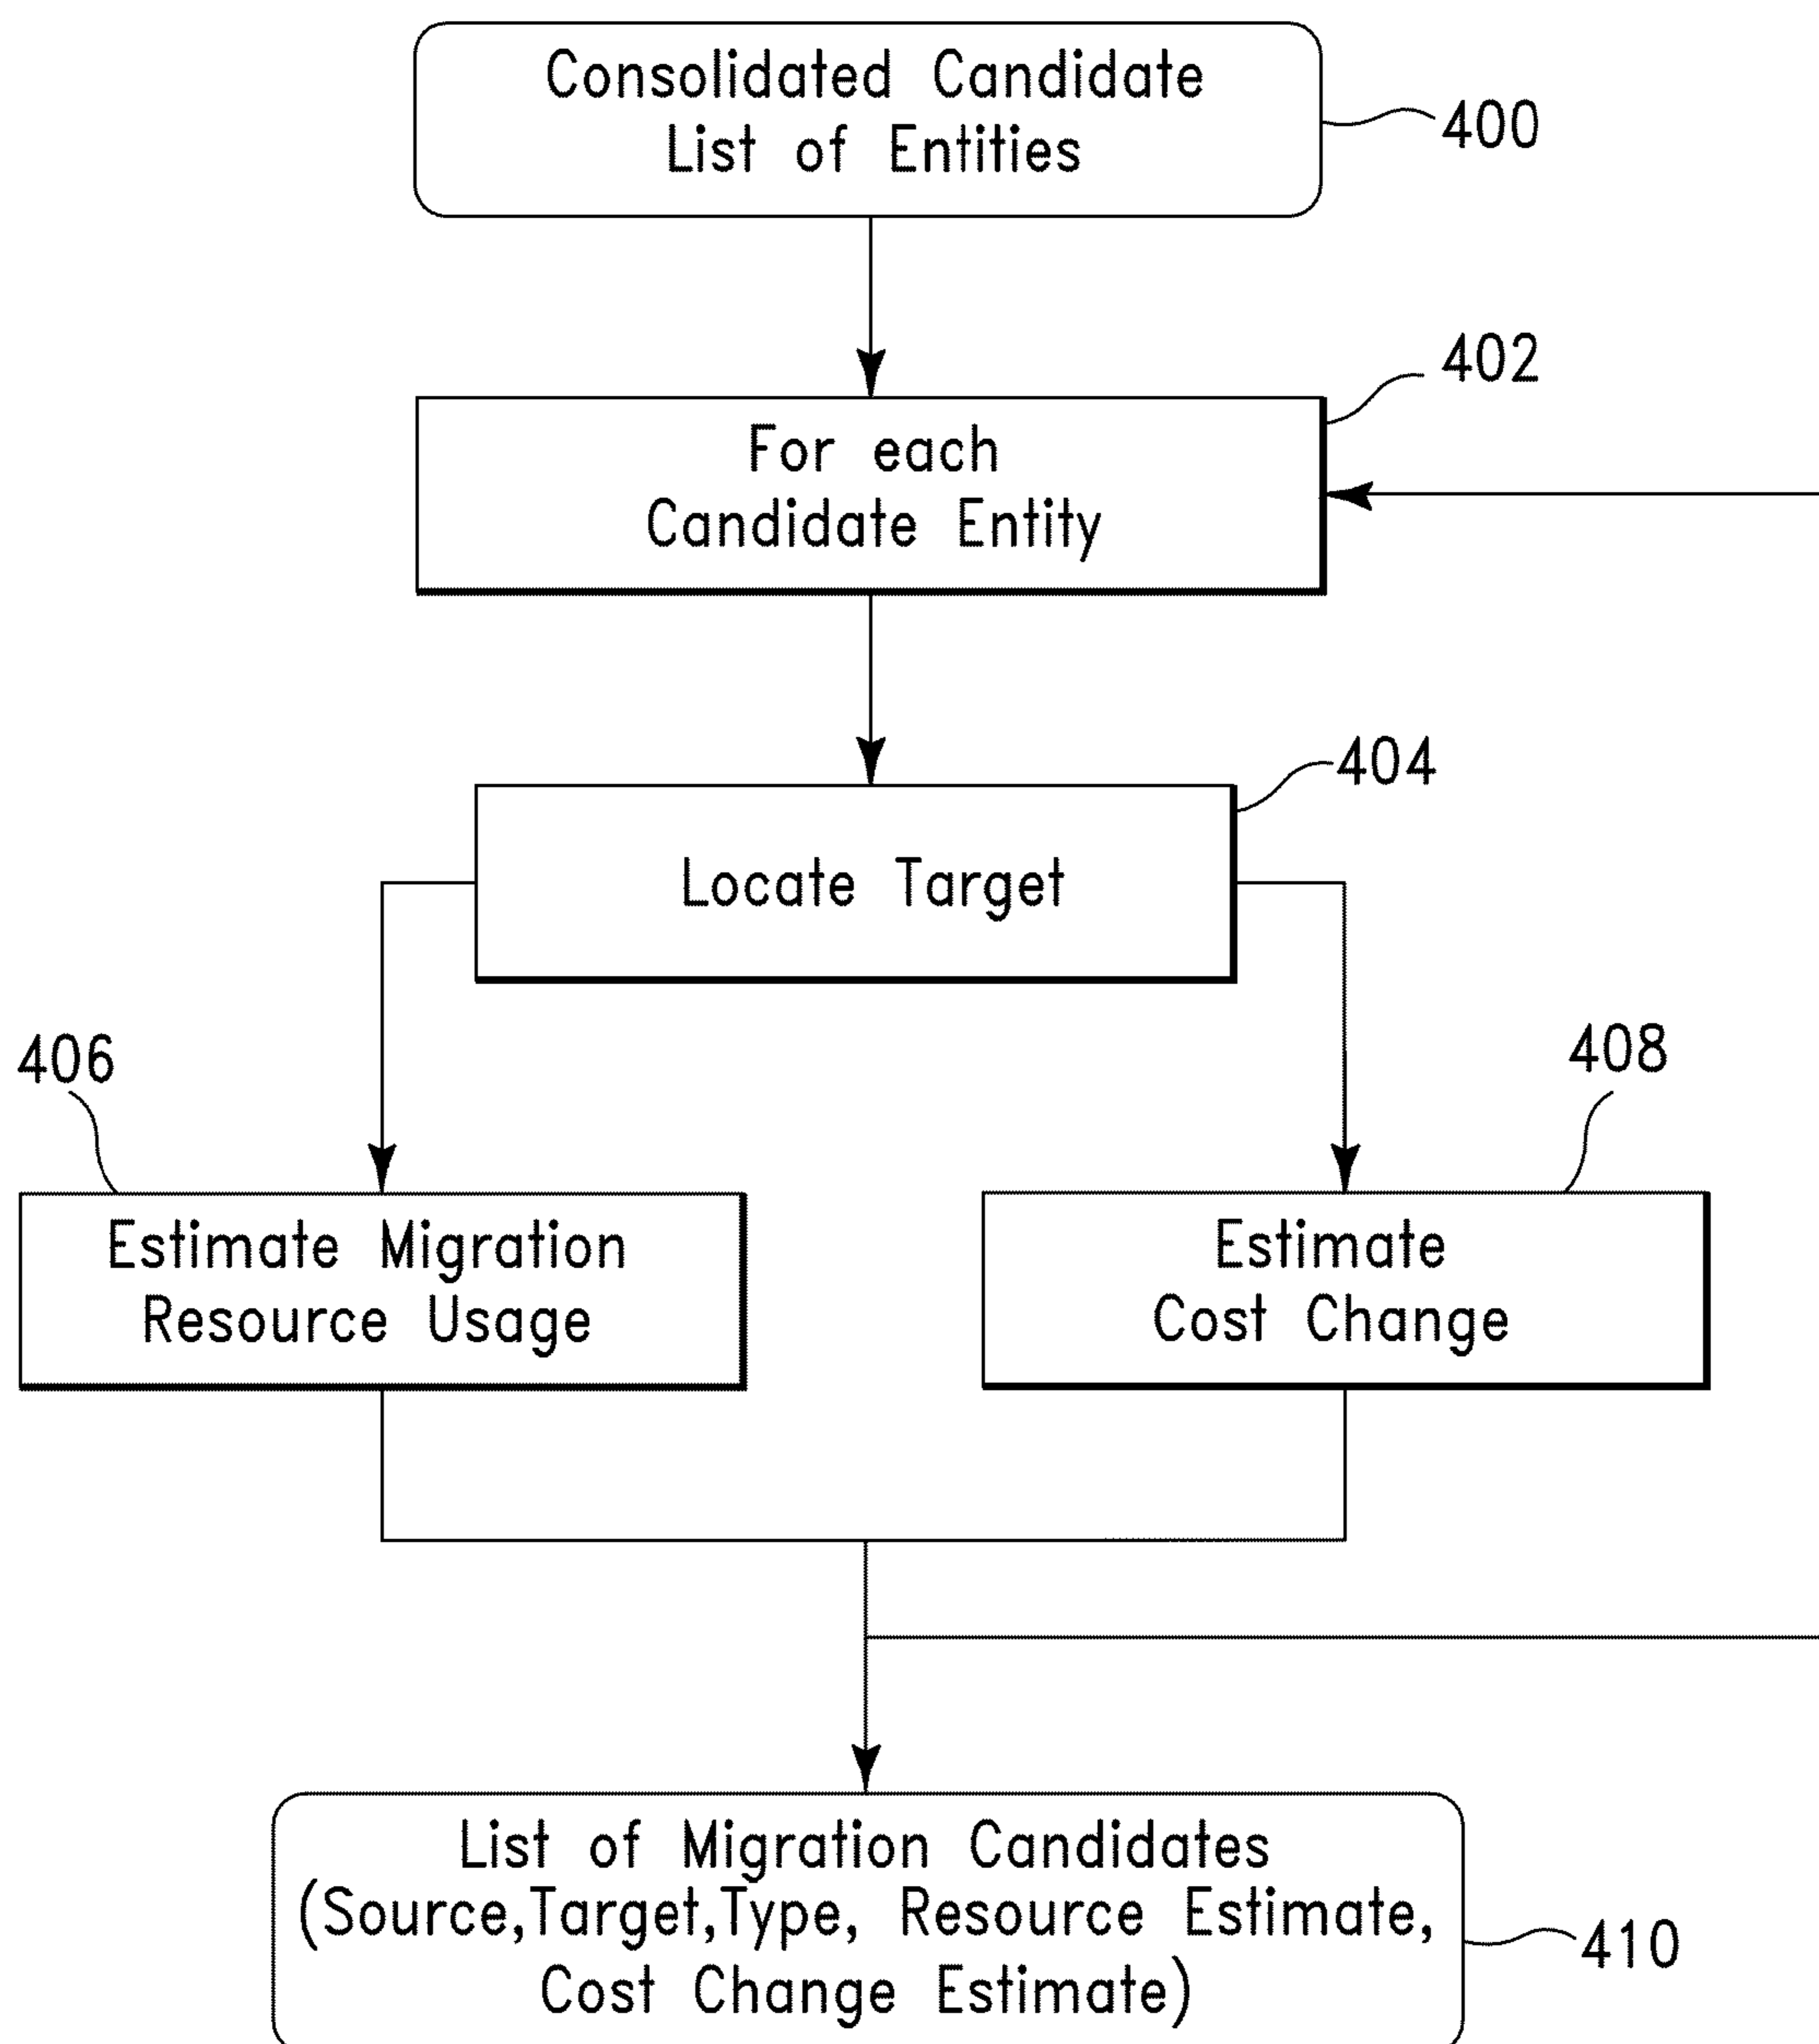 Consolidated Candidate
List of Entities
400
402
For each
Candidate Entity
404
Locate Target
406
408
Estimate Migration
Resource Usage
Estimate
Cost Change
List of Migration Candidates
(Source,Target,Type, Resource Estimate,
Cost Change Estimate)
410